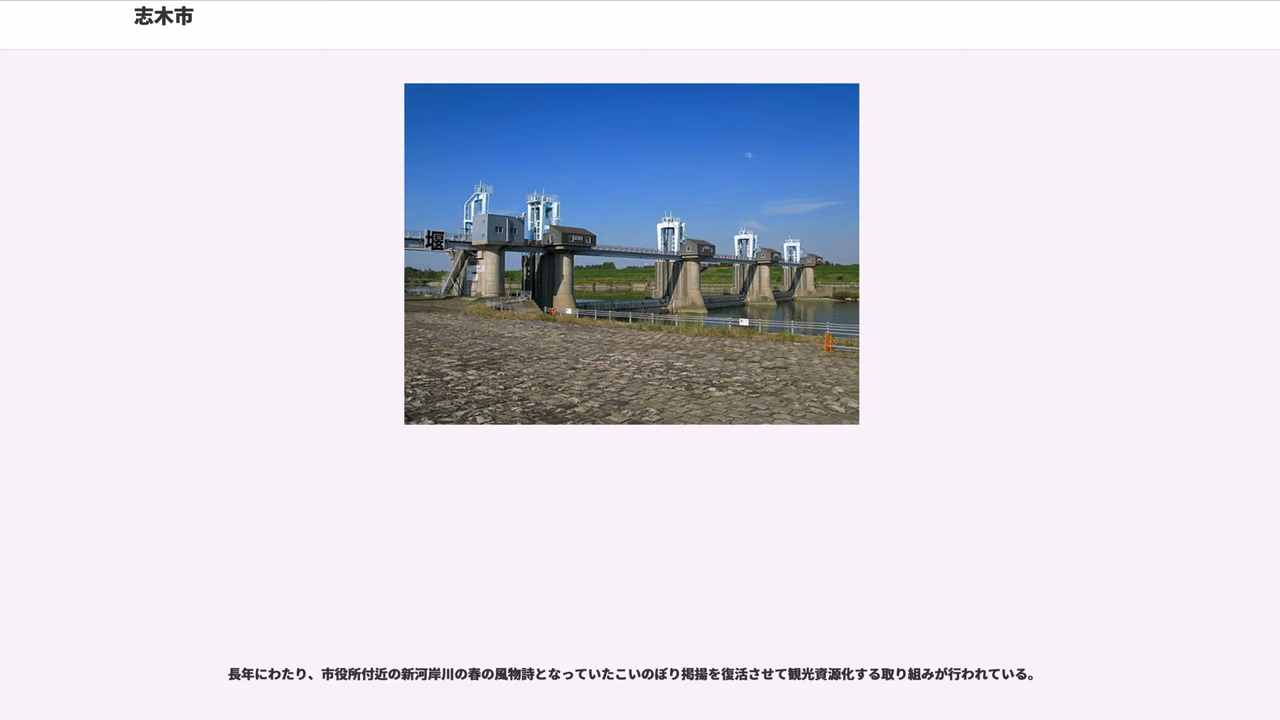 志木市
堰
長年にわたり、市役所付近の新河岸川の春の風物詩となっていたこいのぼり掲揚を復活させて観光資源化する取り組みが行われている。